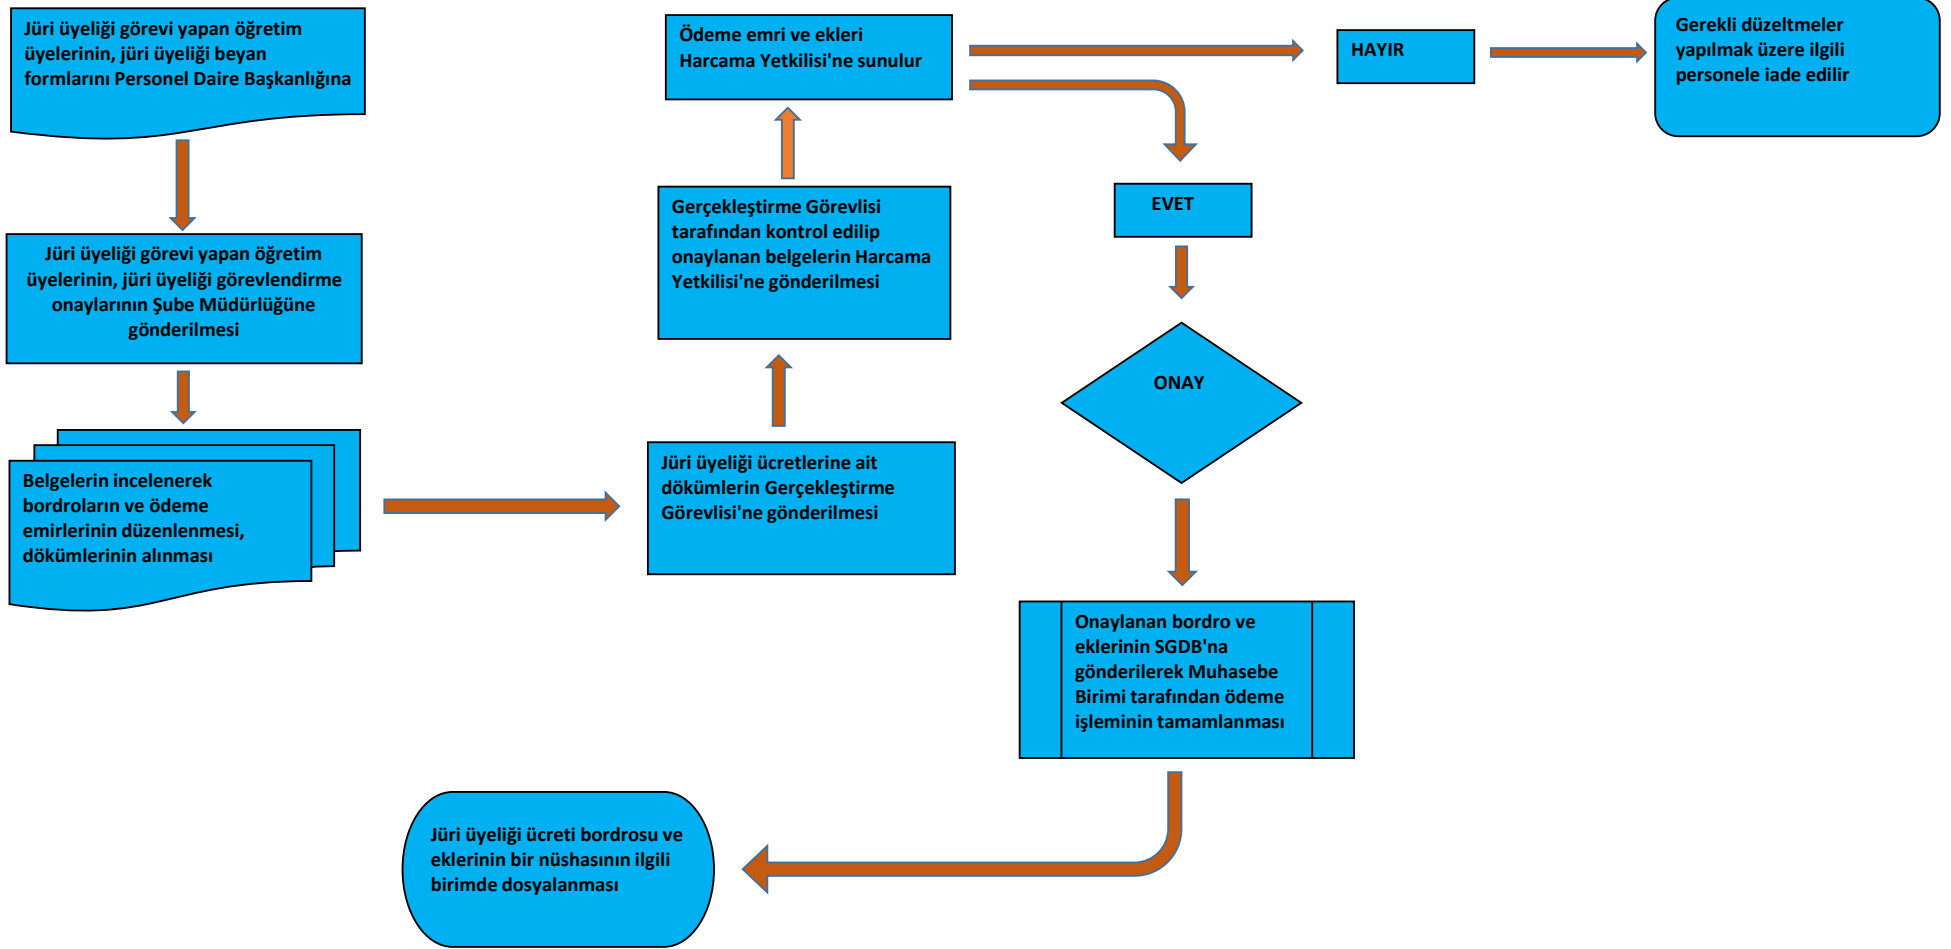 Jüri üyeliği görevi yapan öğretim
üyelerinin, jüri üyeliği beyan
formlarını Personel Daire Başkanlığına
Jüri üyeliği görevi yapan öğretim
üyelerinin, jüri üyeliği görevlendirme
onaylarının Şube Müdürlüğüne
gönderilmesi
Belgelerin incelenerek
bordroların ve ödeme
emirlerinin düzenlenmesi,
dökümlerinin alınması
Jüri üyeliği ücretlerine ait
dökümlerin Gerçekleştirme
Görevlisi'ne gönderilmesi
Gerçekleştirme Görevlisi
tarafından kontrol edilip
onaylanan belgelerin Harcama
Yetkilisi'ne gönderilmesi
Ödeme emri ve ekleri
Harcama Yetkilisi'ne sunulur
HAYIR
Gerekli düzeltmeler
yapılmak üzere ilgili
personele iade edilir
EVET
ONAY
Onaylanan bordro ve
eklerinin SGDB'na
gönderilerek Muhasebe
Birimi tarafından ödeme
işleminin tamamlanması
Jüri üyeliği ücreti bordrosu ve
eklerinin bir nüshasının ilgili
birimde dosyalanması